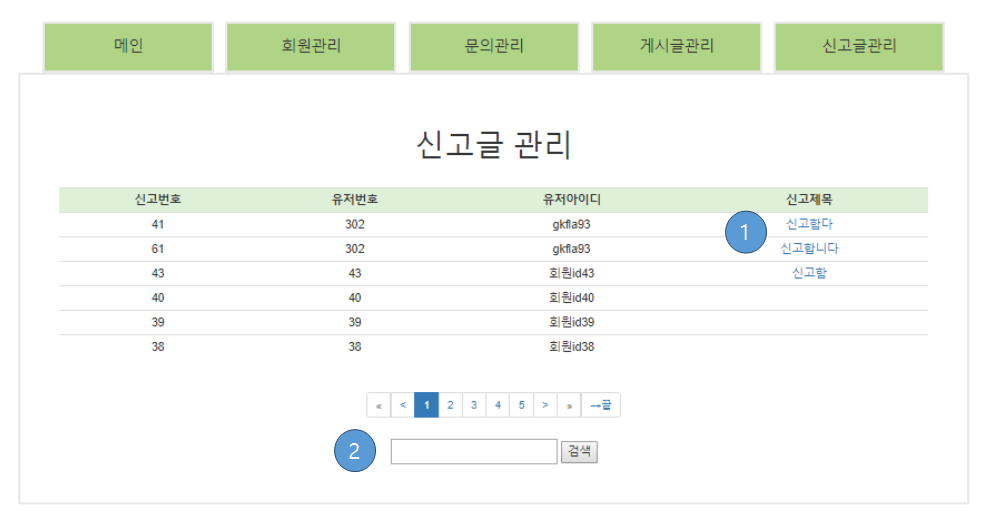 메인 회원관리 문의관리 게시글관리 신고글관리
신고글 관리
신고번호 유저번호 유저아이디 신고제목
41 302 gkfla93 신고함다
61 302 gkfla93 신고합니다
43 43 회원id43 신고함
40 40 회원id40
39 39 회원id39
38 38 회원id38
1
« < 1 2 3 4 5 > » →끝
2 검색